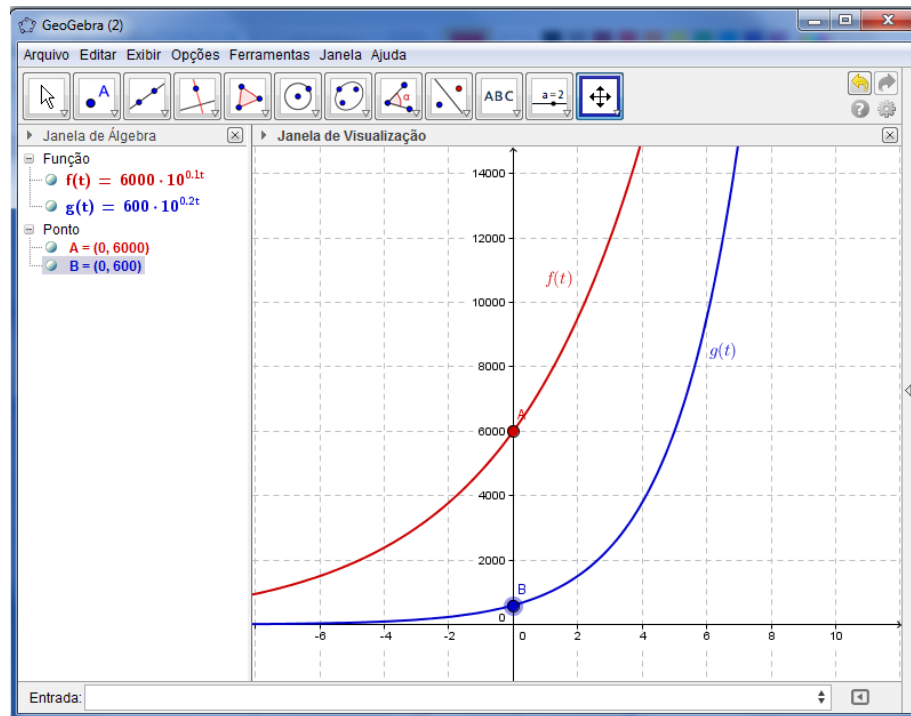 GeoGebra (2)
Arquivo Editar Exibir Opções Ferramentas Janela Ajuda
A
α
ABC
a=2
Janela de Álgebra
Janela de Visualização
Função
f(t) = 6000 · 10^0.1t
g(t) = 600 · 10^0.2t
Ponto
A = (0, 6000)
B = (0, 600)
14000
12000
f(t)
10000
8000
g(t)
A
6000
4000
2000
B
0
-6 -4 -2 0 2 4 6 8 10
Entrada: